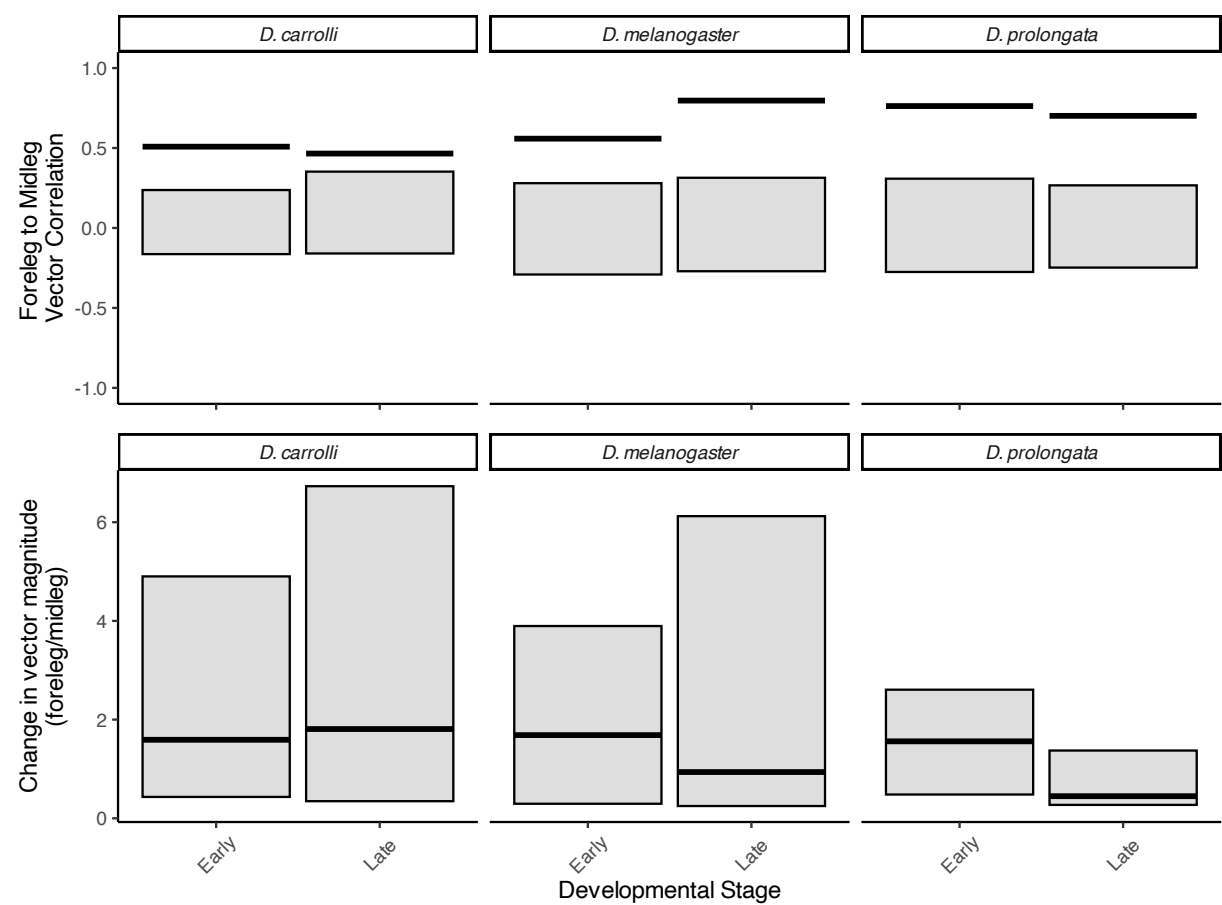 D. carrolli
D. melanogaster
D. prolongata
Foreleg to Midleg
Vector Correlation
1.0
0.5
0.0
-0.5
-1.0
D. carrolli
D. melanogaster
D. prolongata
Change in vector magnitude
(foreleg/midleg)
6
4
2
0
Early
Late
Early
Late
Early
Late
Developmental Stage